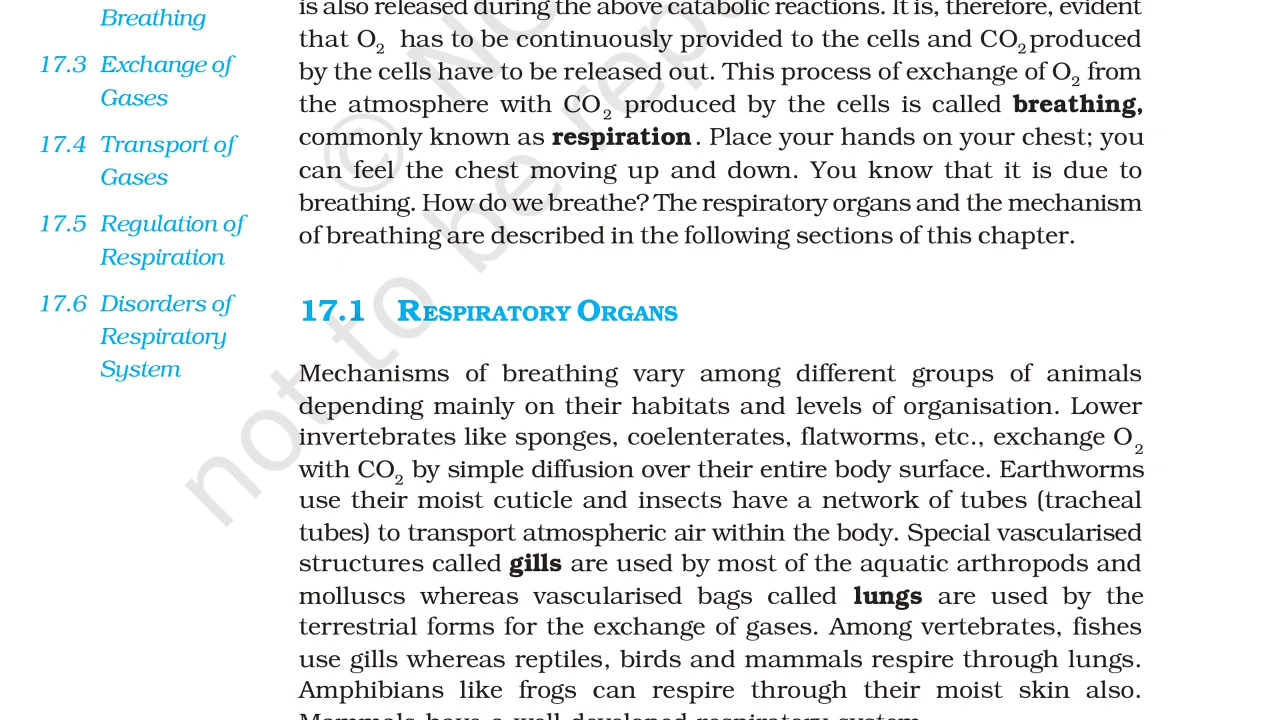 Breathing
17.3 Exchange of
Gases
17.4 Transport of
Gases
17.5 Regulation of
Respiration
17.6 Disorders of
Respiratory
System
is also released during the above catabolic reactions. It is, therefore, evident
that O2 has to be continuously provided to the cells and CO2 produced
by the cells have to be released out. This process of exchange of O2 from
the atmosphere with CO2 produced by the cells is called breathing,
commonly known as respiration. Place your hands on your chest; you
can feel the chest moving up and down. You know that it is due to
breathing. How do we breathe? The respiratory organs and the mechanism
of breathing are described in the following sections of this chapter.
17.1 RESPIRATORY ORGANS
Mechanisms of breathing vary among different groups of animals
depending mainly on their habitats and levels of organisation. Lower
invertebrates like sponges, coelenterates, flatworms, etc., exchange O2
with CO2 by simple diffusion over their entire body surface. Earthworms
use their moist cuticle and insects have a network of tubes (tracheal
tubes) to transport atmospheric air within the body. Special vascularised
structures called gills are used by most of the aquatic arthropods and
molluscs whereas vascularised bags called lungs are used by the
terrestrial forms for the exchange of gases. Among vertebrates, fishes
use gills whereas reptiles, birds and mammals respire through lungs.
Amphibians like frogs can respire through their moist skin also.
Mammals have a well developed respiratory system.
© NO
not to be rep